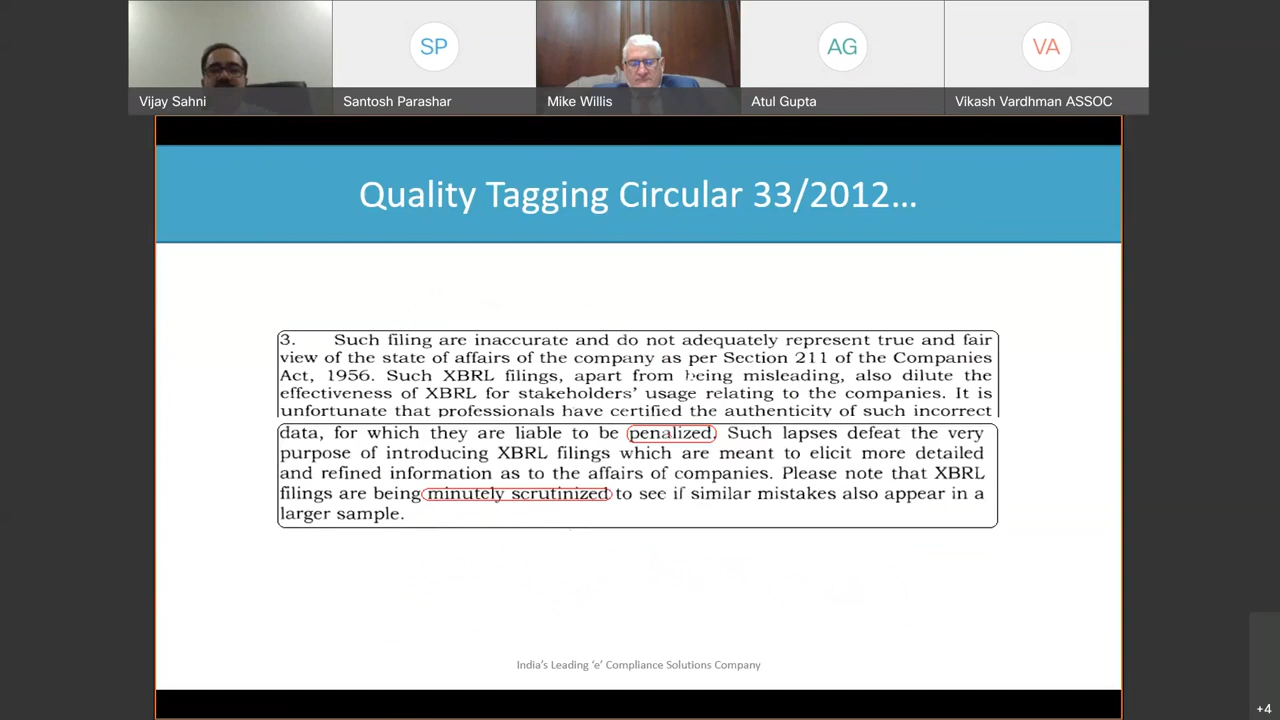 SP
AG
VA
Vijay Sahni
Santosh Parashar
Mike Willis
Atul Gupta
Vikash Vardhman ASSOC
Quality Tagging Circular 33/2012...
3. Such filing are inaccurate and do not adequately represent true and fair
view of the state of affairs of the company as per Section 211 of the Companies
Act, 1956. Such XBRL filings, apart from being misleading, also dilute the
effectiveness of XBRL for stakeholders' usage relating to the companies. It is
unfortunate that professionals have certified the authenticity of such incorrect
data, for which they are liable to be penalized. Such lapses defeat the very
purpose of introducing XBRL filings which are meant to elicit more detailed
and refined information as to the affairs of companies. Please note that XBRL
filings are being minutely scrutinized to see if similar mistakes also appear in a
larger sample.
India's Leading 'e' Compliance Solutions Company
+4